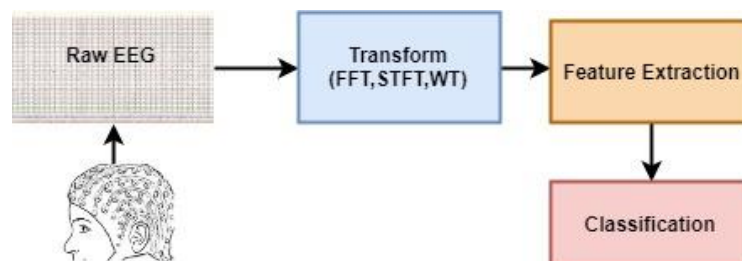 Raw EEG
Transform
(FFT,STFT,WT)
Feature Extraction
Classification